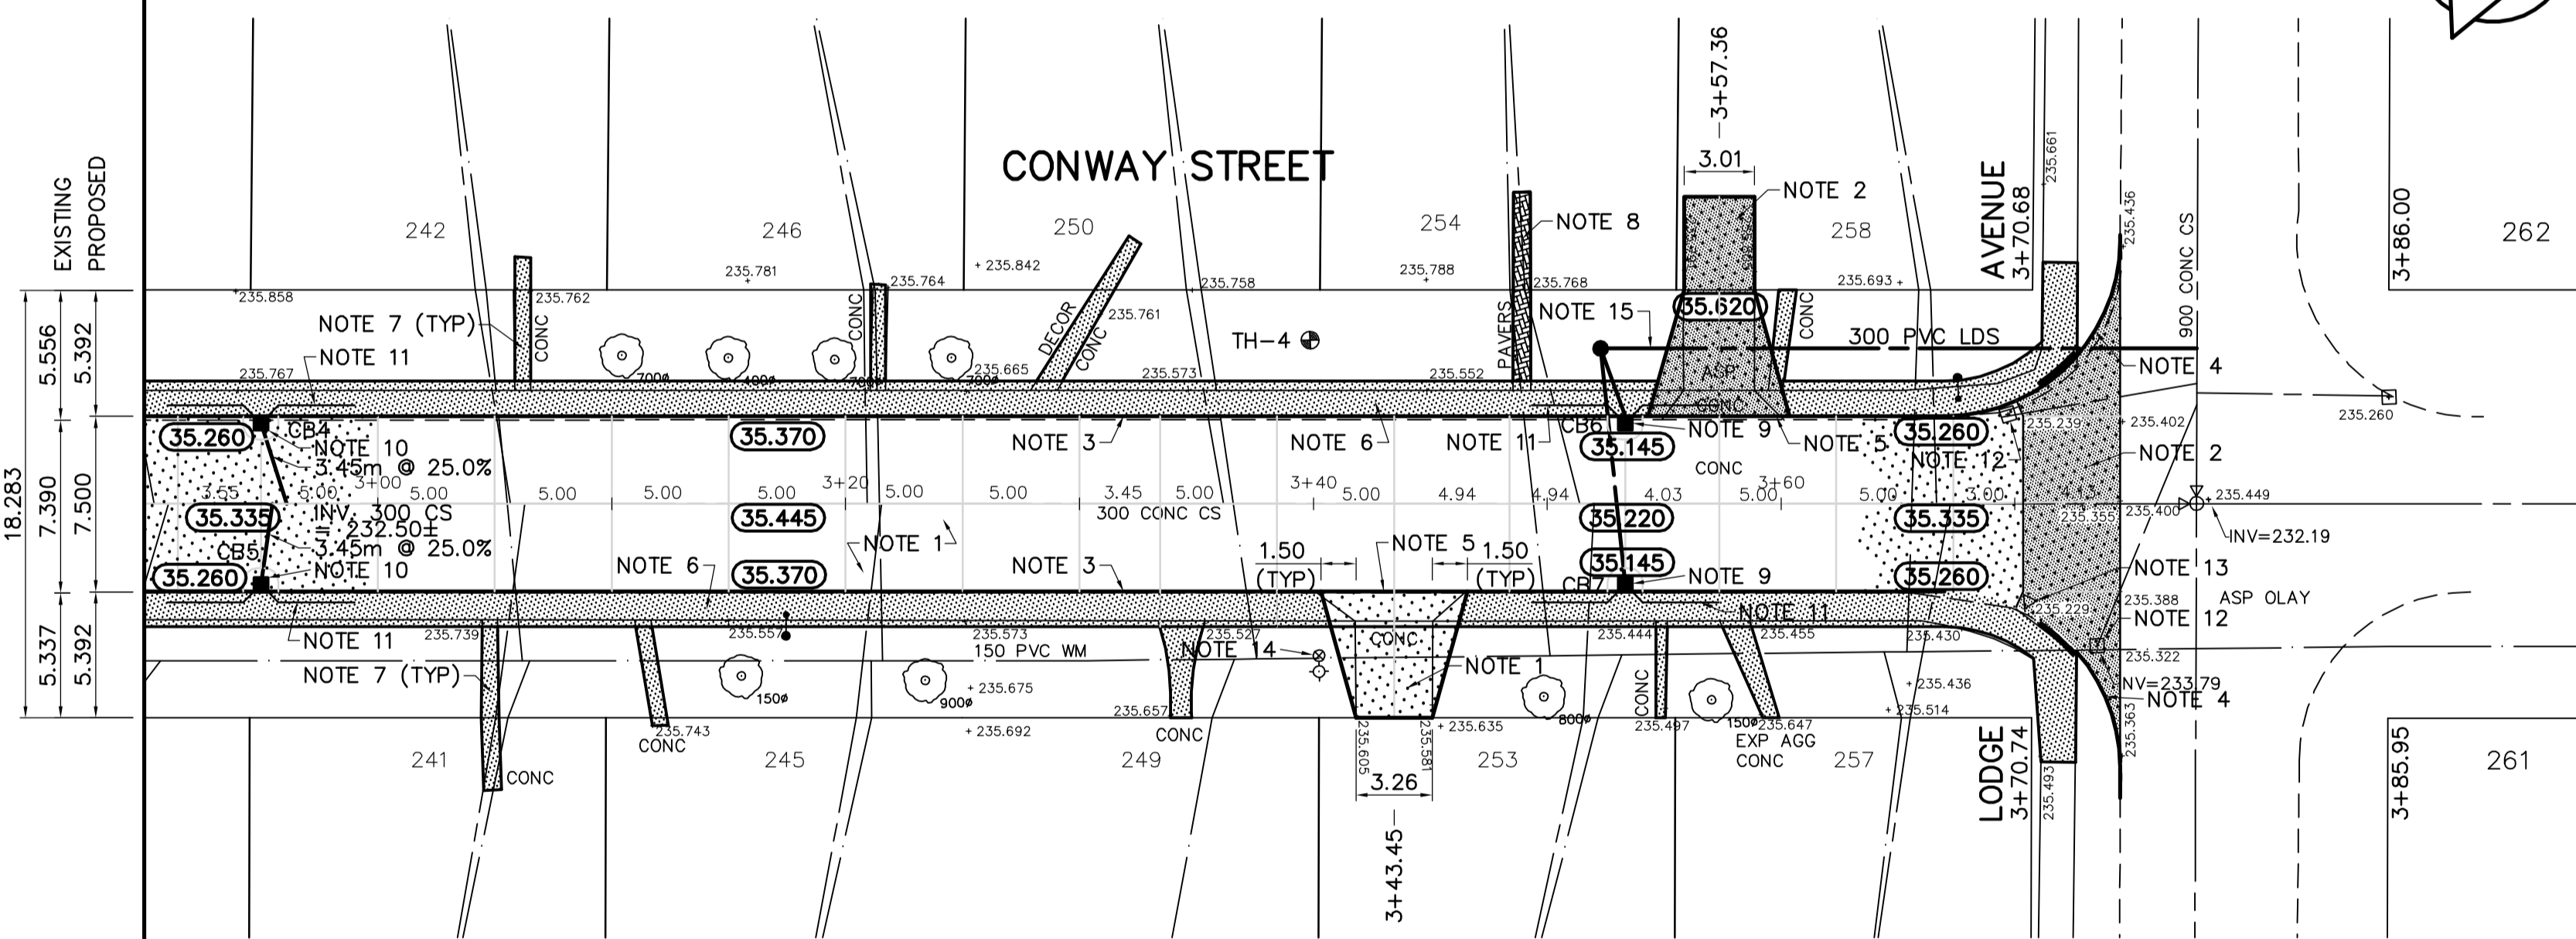 CONWAY STREET
EXISTING
PROPOSED
18.283
5.556
5.392
7.390
7.500
5.337
5.392
242
246
250
254
258
262
3+57.36
3.01
NOTE 2
NOTE 8
AVENUE
3+70.68
235.661
235.436
900 CONC CS
3+86.00
235.858
235.762
235.781
235.764
235.842
235.758
235.788
235.768
235.693
NOTE 7 (TYP)
CONC
CONC
DECOR
CONC
235.761
TH-4
PAVERS
NOTE 15
35.620
CONC
300 PVC LDS
NOTE 11
235.767
700ø
235.665
235.573
235.552
ASP
CONC
NOTE 4
235.260
35.260
CB4
NOTE 10
3.45m @ 25.0%
35.370
NOTE 3
NOTE 6
NOTE 11
CB6
35.145
NOTE 9
CONC
NOTE 5
35.260
NOTE 12
235.239
235.402
NOTE 2
3.55
5.00
3+00
5.00
5.00
5.00
5.00
3+20
5.00
5.00
3.45
5.00
3+40
5.00
4.94
4.94
4.03
5.00
3+60
5.00
3.00
4.13
235.449
35.335
INV. 300 CS
= 232.50±
35.445
300 CONC CS
35.220
35.335
235.355
235.400
INV=232.19
CB5
3.45m @ 25.0%
NOTE 1
1.50
(TYP)
NOTE 5
1.50
(TYP)
35.260
NOTE 10
NOTE 6
35.370
NOTE 3
35.145
CB7
NOTE 9
35.260
NOTE 13
235.229
235.388
ASP OLAY
NOTE 11
NOTE 12
NOTE 11
235.739
235.557
235.573
235.527
CONC
235.444
235.455
235.430
150 PVC WM
NOTE 14
NOTE 1
235.322
NOTE 7 (TYP)
150ø
900ø
235.675
235.657
CONC
235.436
NV=233.79
NOTE 4
235.743
235.692
235.635
800ø
235.497
150ø
235.647
235.514
CONC
CONC
EXP AGG
CONC
CONC
235.605
235.581
3.26
3+43.45
241
245
249
253
257
261
LODGE
3+70.74
235.493
235.363
3+85.95